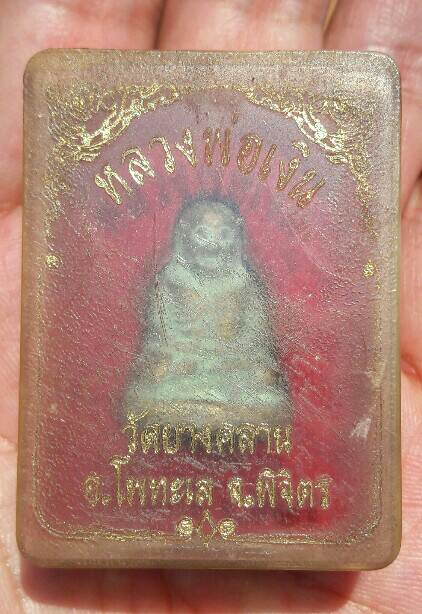 หลวงพ่อเงิน
วัดบางคลาน
อ.โพทะเล จ.พิจิตร